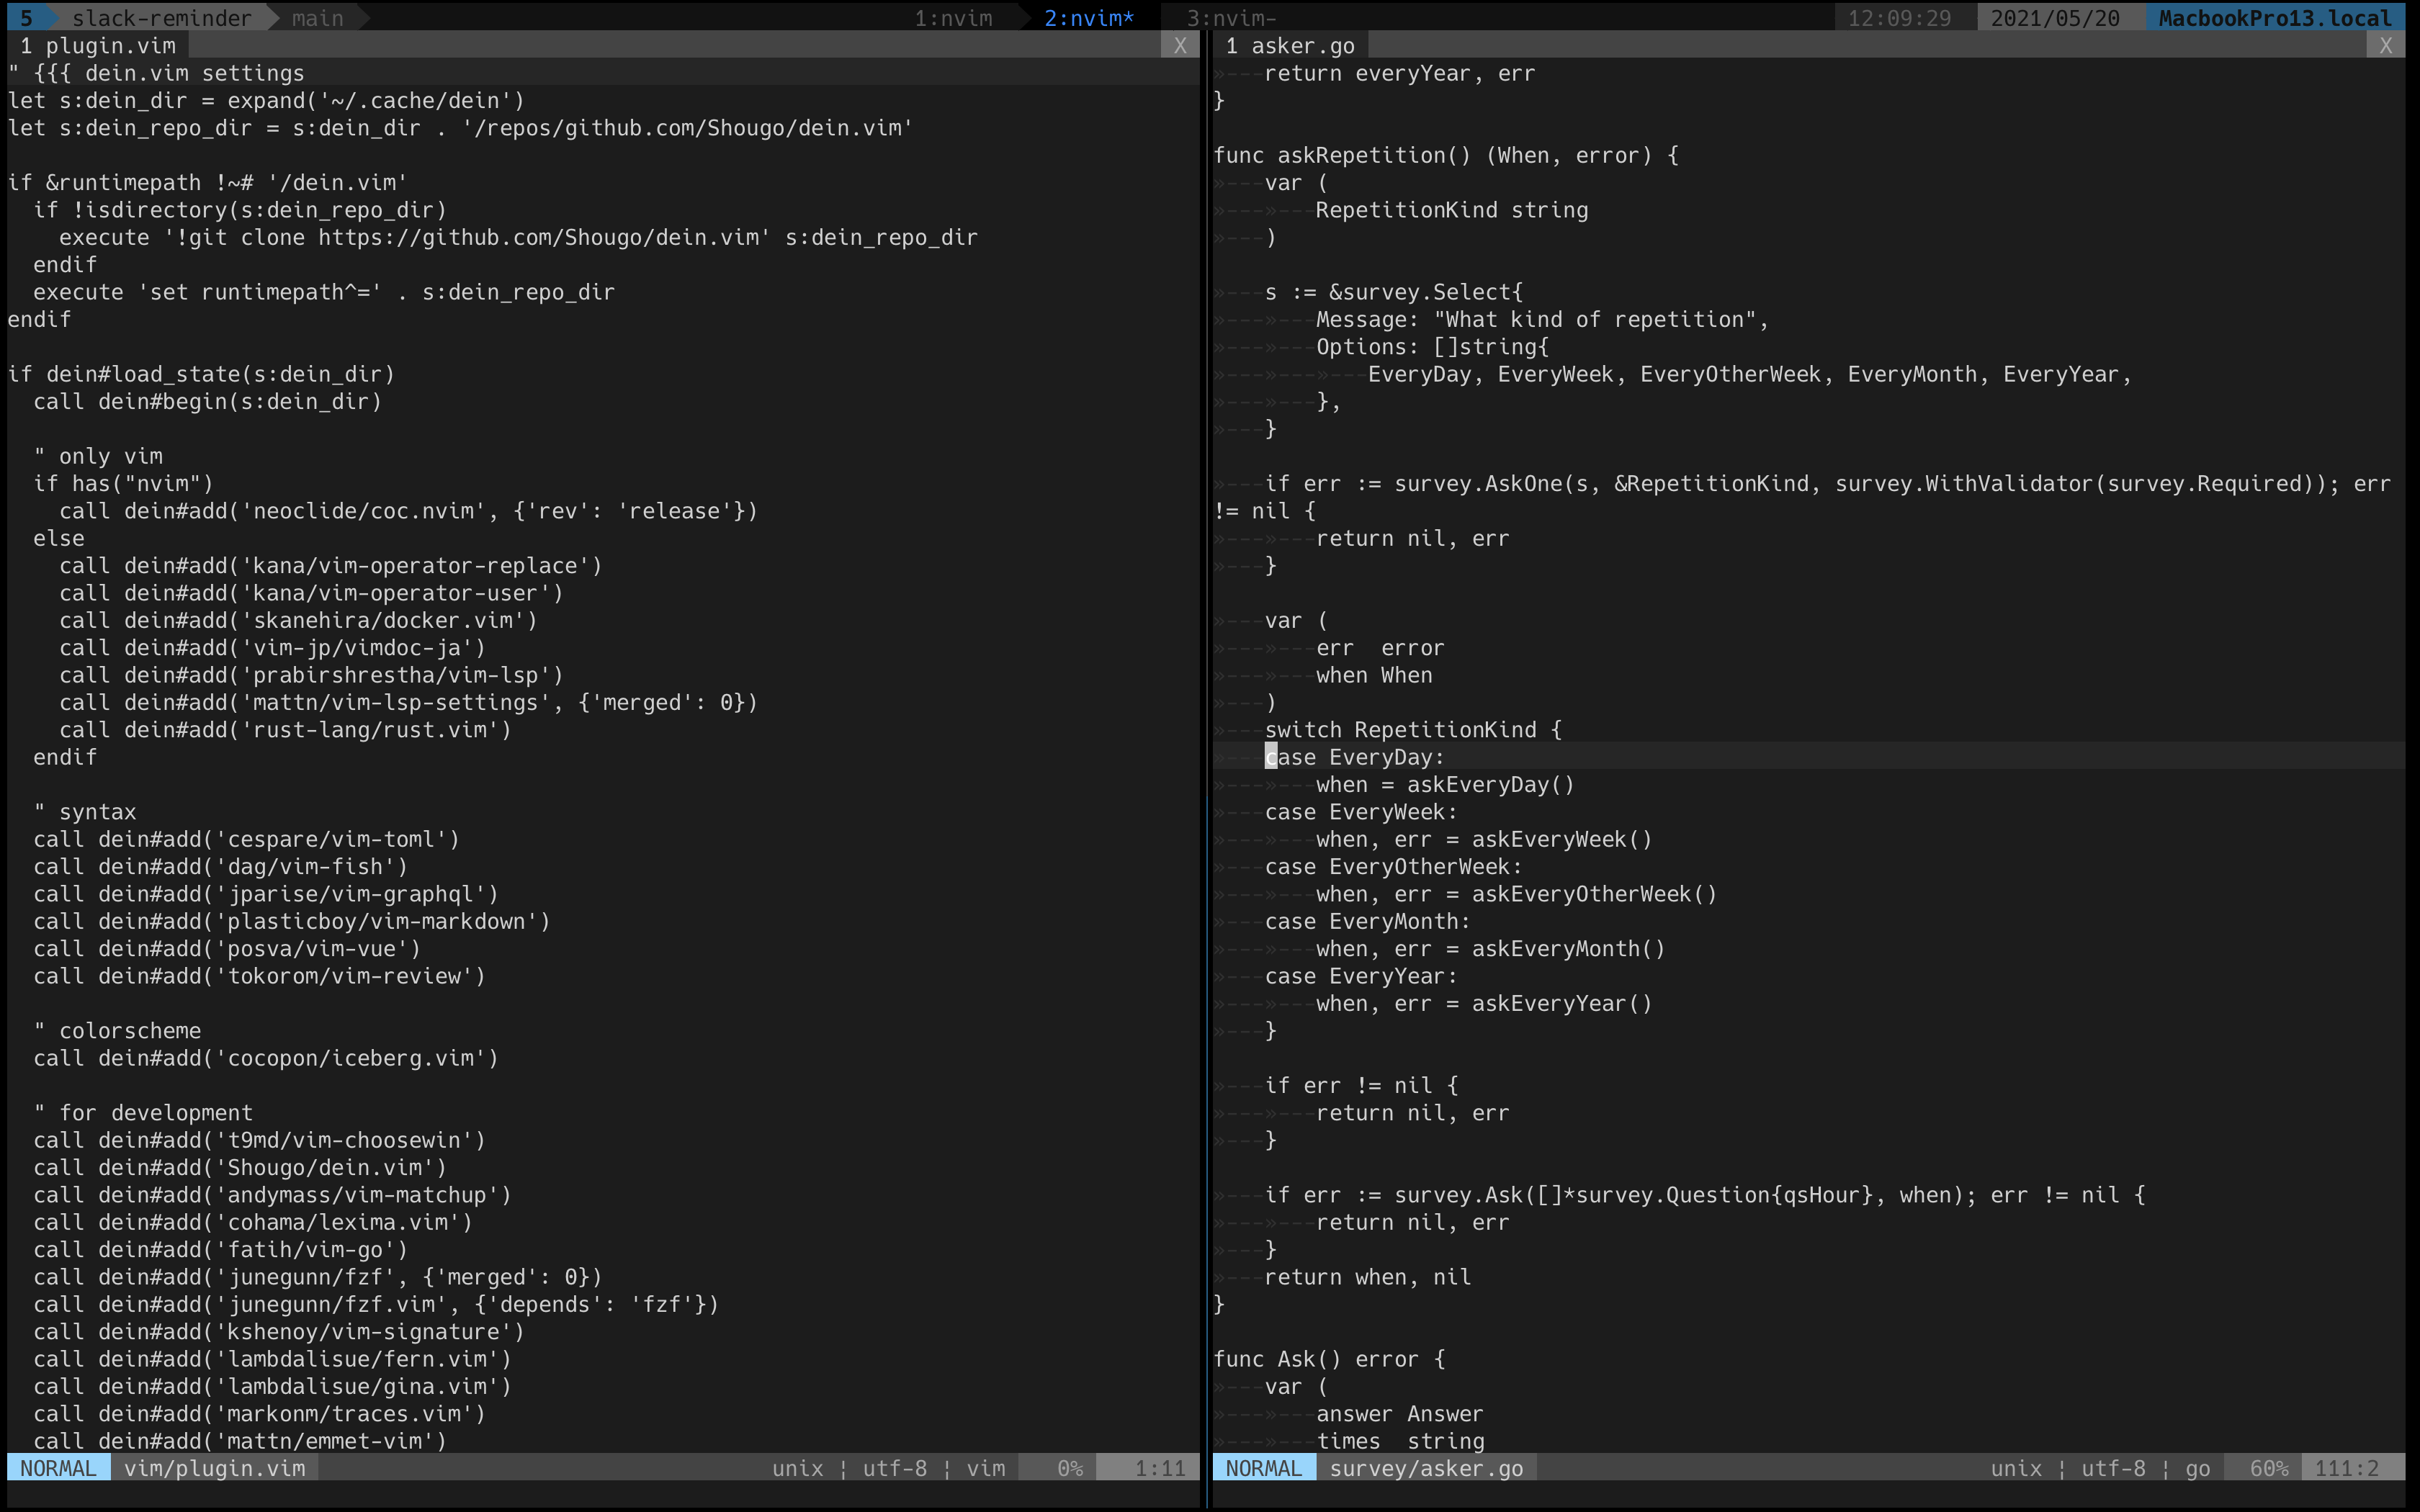 5 slack-reminder main 1:nvim 2:nvim* 3:nvim- 12:09:29 2021/05/20 MacbookPro13.local
1 plugin.vim X
" {{{ dein.vim settings
let s:dein_dir = expand('~/.cache/dein')
let s:dein_repo_dir = s:dein_dir . '/repos/github.com/Shougo/dein.vim'

if &runtimepath !~# '/dein.vim'
  if !isdirectory(s:dein_repo_dir)
    execute '!git clone https://github.com/Shougo/dein.vim' s:dein_repo_dir
  endif
  execute 'set runtimepath^=' . s:dein_repo_dir
endif

if dein#load_state(s:dein_dir)
  call dein#begin(s:dein_dir)

  " only vim
  if has("nvim")
    call dein#add('neoclide/coc.nvim', {'rev': 'release'})
  else
    call dein#add('kana/vim-operator-replace')
    call dein#add('kana/vim-operator-user')
    call dein#add('skanehira/docker.vim')
    call dein#add('vim-jp/vimdoc-ja')
    call dein#add('prabirshrestha/vim-lsp')
    call dein#add('mattn/vim-lsp-settings', {'merged': 0})
    call dein#add('rust-lang/rust.vim')
  endif

  " syntax
  call dein#add('cespare/vim-toml')
  call dein#add('dag/vim-fish')
  call dein#add('jparise/vim-graphql')
  call dein#add('plasticboy/vim-markdown')
  call dein#add('posva/vim-vue')
  call dein#add('tokorom/vim-review')

  " colorscheme
  call dein#add('cocopon/iceberg.vim')

  " for development
  call dein#add('t9md/vim-choosewin')
  call dein#add('Shougo/dein.vim')
  call dein#add('andymass/vim-matchup')
  call dein#add('cohama/lexima.vim')
  call dein#add('fatih/vim-go')
  call dein#add('junegunn/fzf', {'merged': 0})
  call dein#add('junegunn/fzf.vim', {'depends': 'fzf'})
  call dein#add('kshenoy/vim-signature')
  call dein#add('lambdalisue/fern.vim')
  call dein#add('lambdalisue/gina.vim')
  call dein#add('markonm/traces.vim')
  call dein#add('mattn/emmet-vim')
NORMAL vim/plugin.vim unix ¦ utf-8 ¦ vim 0% 1:11
1 asker.go X
»---return everyYear, err
}

func askRepetition() (When, error) {
»---var (
»---»---RepetitionKind string
»---)

»---s := &survey.Select{
»---»---Message: "What kind of repetition",
»---»---Options: []string{
»---»---»---EveryDay, EveryWeek, EveryOtherWeek, EveryMonth, EveryYear,
»---»---},
»---}

»---if err := survey.AskOne(s, &RepetitionKind, survey.WithValidator(survey.Required)); err
!= nil {
»---»---return nil, err
»---}

»---var (
»---»---err  error
»---»---when When
»---)
»---switch RepetitionKind {
»---case EveryDay:
»---»---when = askEveryDay()
»---case EveryWeek:
»---»---when, err = askEveryWeek()
»---case EveryOtherWeek:
»---»---when, err = askEveryOtherWeek()
»---case EveryMonth:
»---»---when, err = askEveryMonth()
»---case EveryYear:
»---»---when, err = askEveryYear()
»---}

»---if err != nil {
»---»---return nil, err
»---}

»---if err := survey.Ask([]*survey.Question{qsHour}, when); err != nil {
»---»---return nil, err
»---}
»---return when, nil
}

func Ask() error {
»---var (
»---»---answer Answer
»---»---times  string
NORMAL survey/asker.go unix ¦ utf-8 ¦ go 60% 111:2